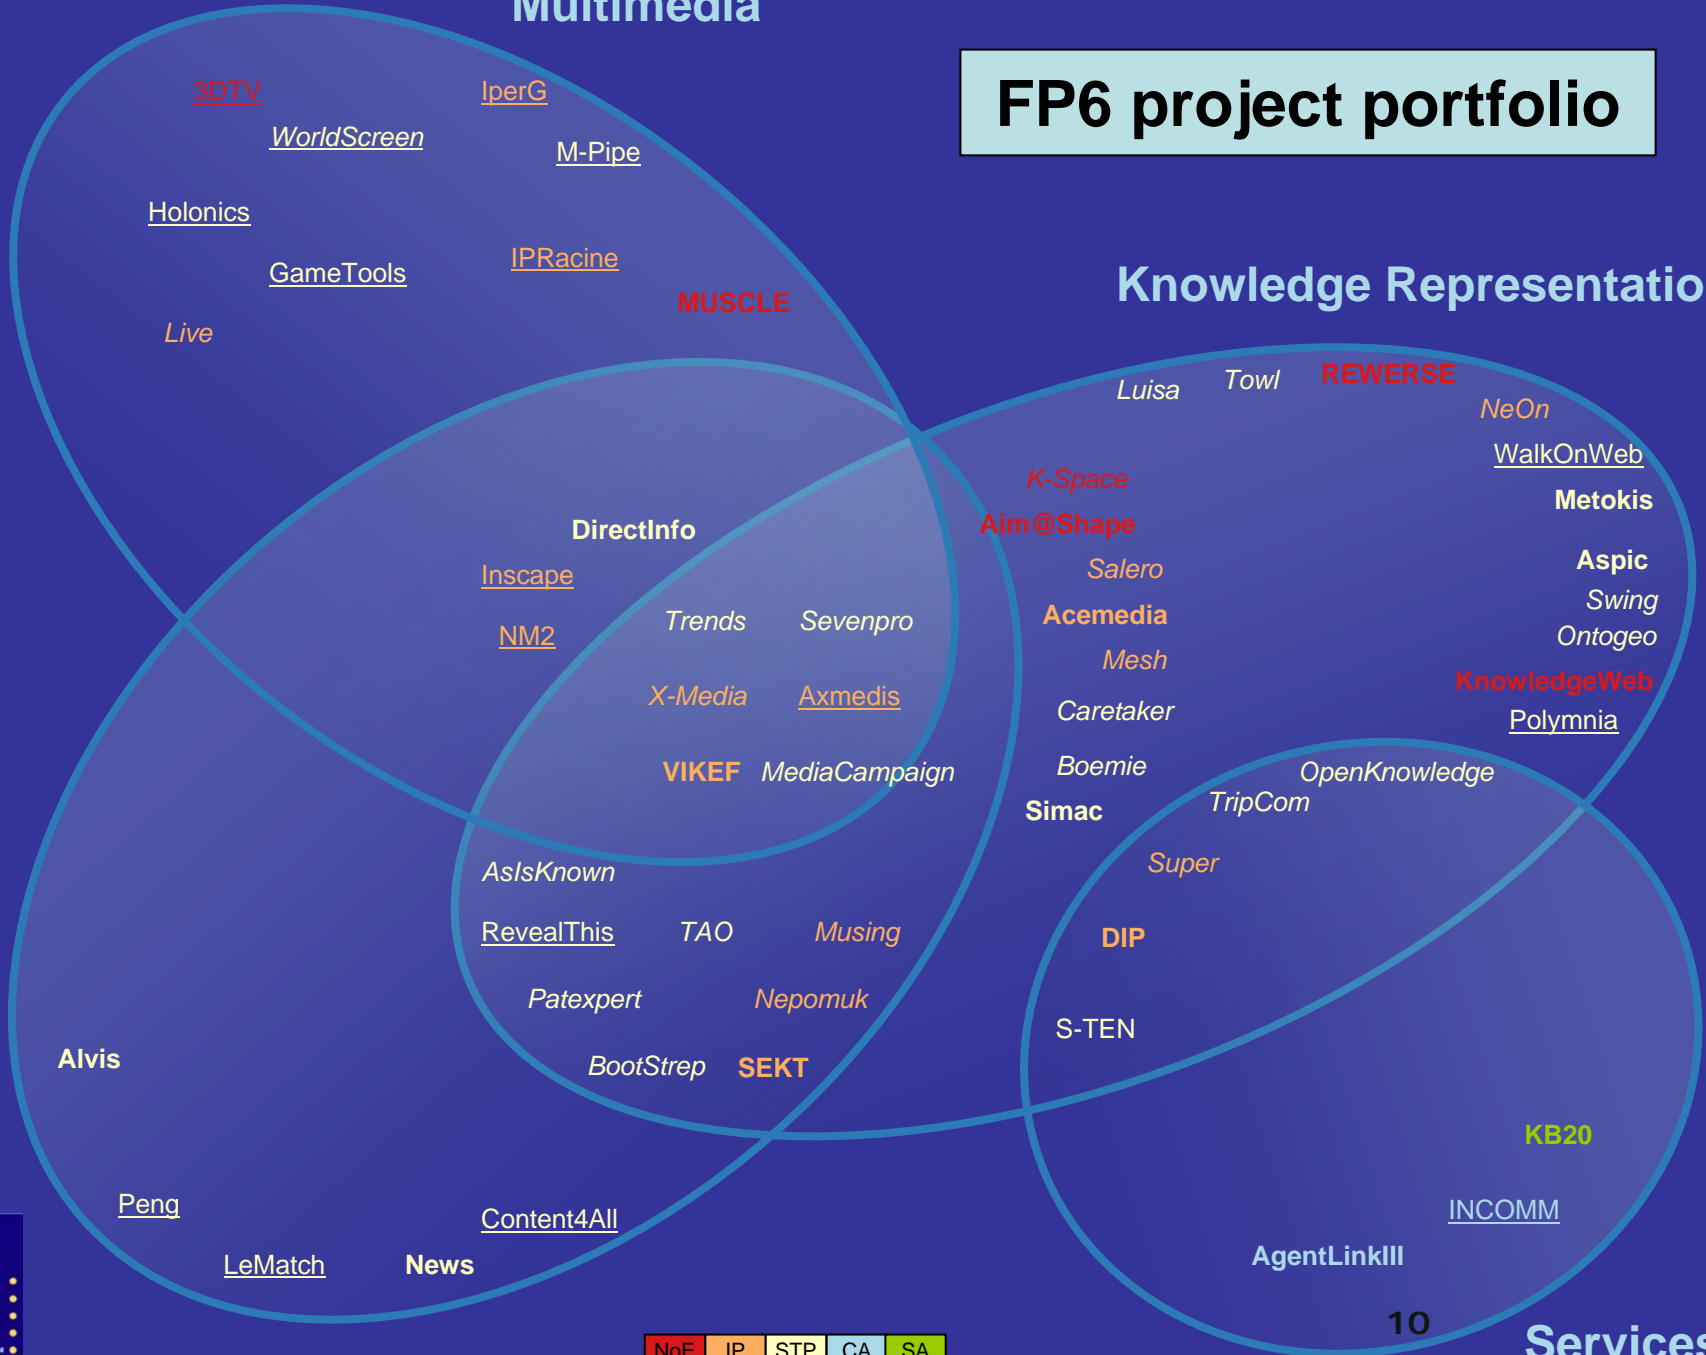 Multimedia
FP6 project portfolio
3DTV
IperG
WorldScreen
M-Pipe
Holonics
GameTools
IPRacine
MUSCLE
Live
Knowledge Representatio
Luisa
Towl
REWERSE
NeOn
WalkOnWeb
K-Space
Metokis
Aim@Shape
DirectInfo
Aspic
Salero
Inscape
Swing
Acemedia
Trends
Sevenpro
NM2
Ontogeo
Mesh
KnowledgeWeb
X-Media
Axmedis
Caretaker
Polymnia
VIKEF
MediaCampaign
Boemie
OpenKnowledge
TripCom
Simac
Super
AsIsKnown
RevealThis
TAO
Musing
DIP
Patexpert
Nepomuk
S-TEN
Alvis
BootStrep
SEKT
KB20
Peng
Content4All
INCOMM
LeMatch
News
AgentLinkIII
10
NoE IP STP CA SA
Services